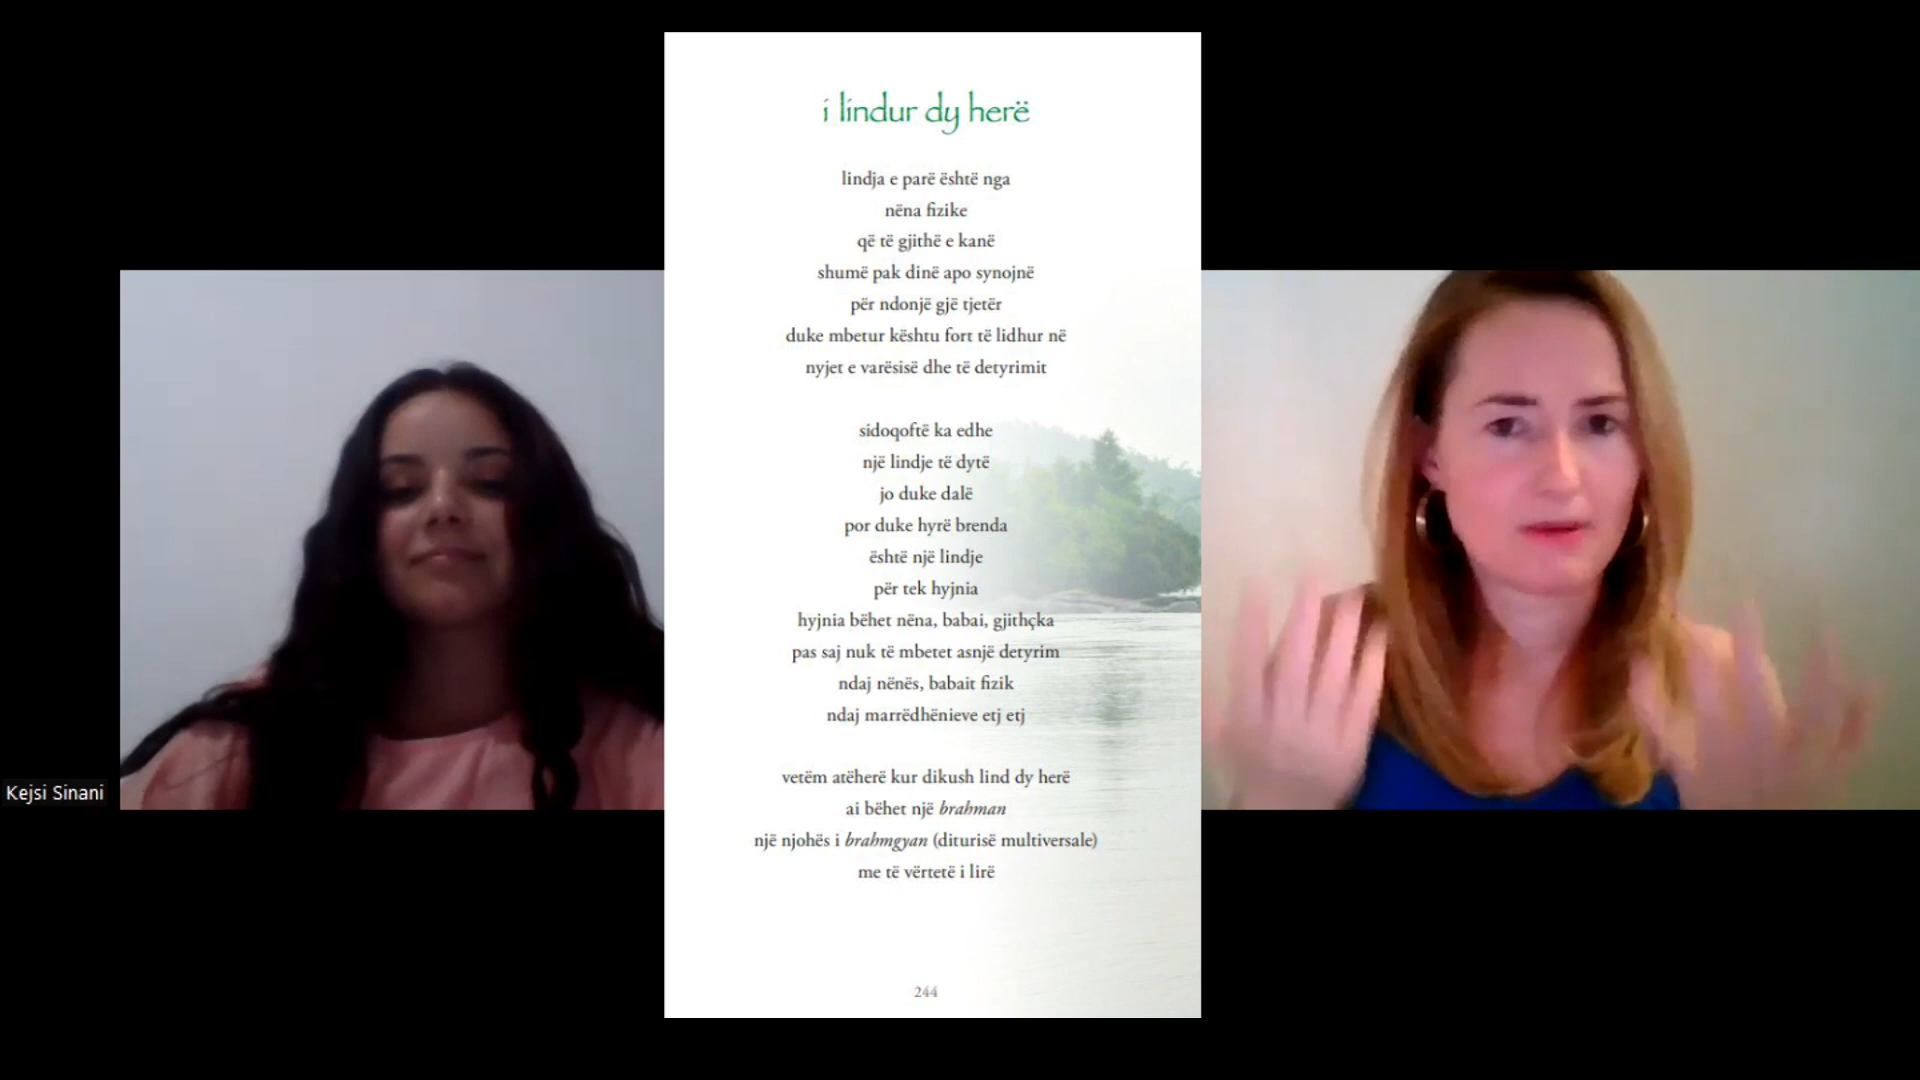 i lindur dy herë
lindja e parë është nga
nëna fizike
që të gjithë e kanë
shumë pak dinë apo synojnë
për ndonjë gjë tjetër
duke mbetur kështu fort të lidhur në
nyjet e varësisë dhe të detyrimit
sidoqoftë ka edhe
një lindje të dytë
jo duke dalë
por duke hyrë brenda
është një lindje
për tek hyjnia
hyjnia bëhet nëna, babai, gjithçka
pas saj nuk të mbetet asnjë detyrim
ndaj nënës, babait fizik
ndaj marrëdhënieve etj etj
vetëm atëherë kur dikush lind dy herë
ai bëhet një brahman
një njohës i brahmgyan (diturisë multiversale)
me të vërtetë i lirë
244
Kejsi Sinani